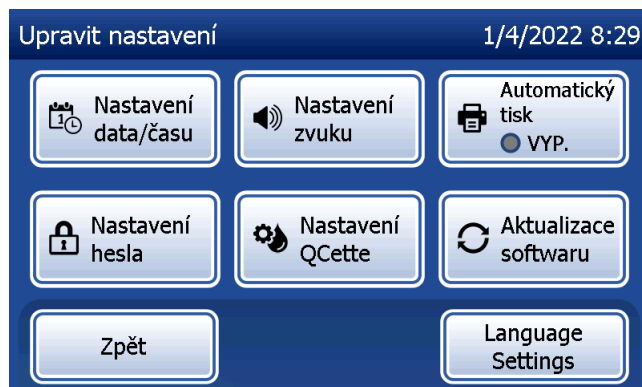 Upravit nastavení
1/4/2022 8:29
Nastavení
data/času
Nastavení
zvuku
Automatický
tisk
VYP.
Nastavení
hesla
Nastavení
QCette
Aktualizace
softwaru
Zpět
Language
Settings